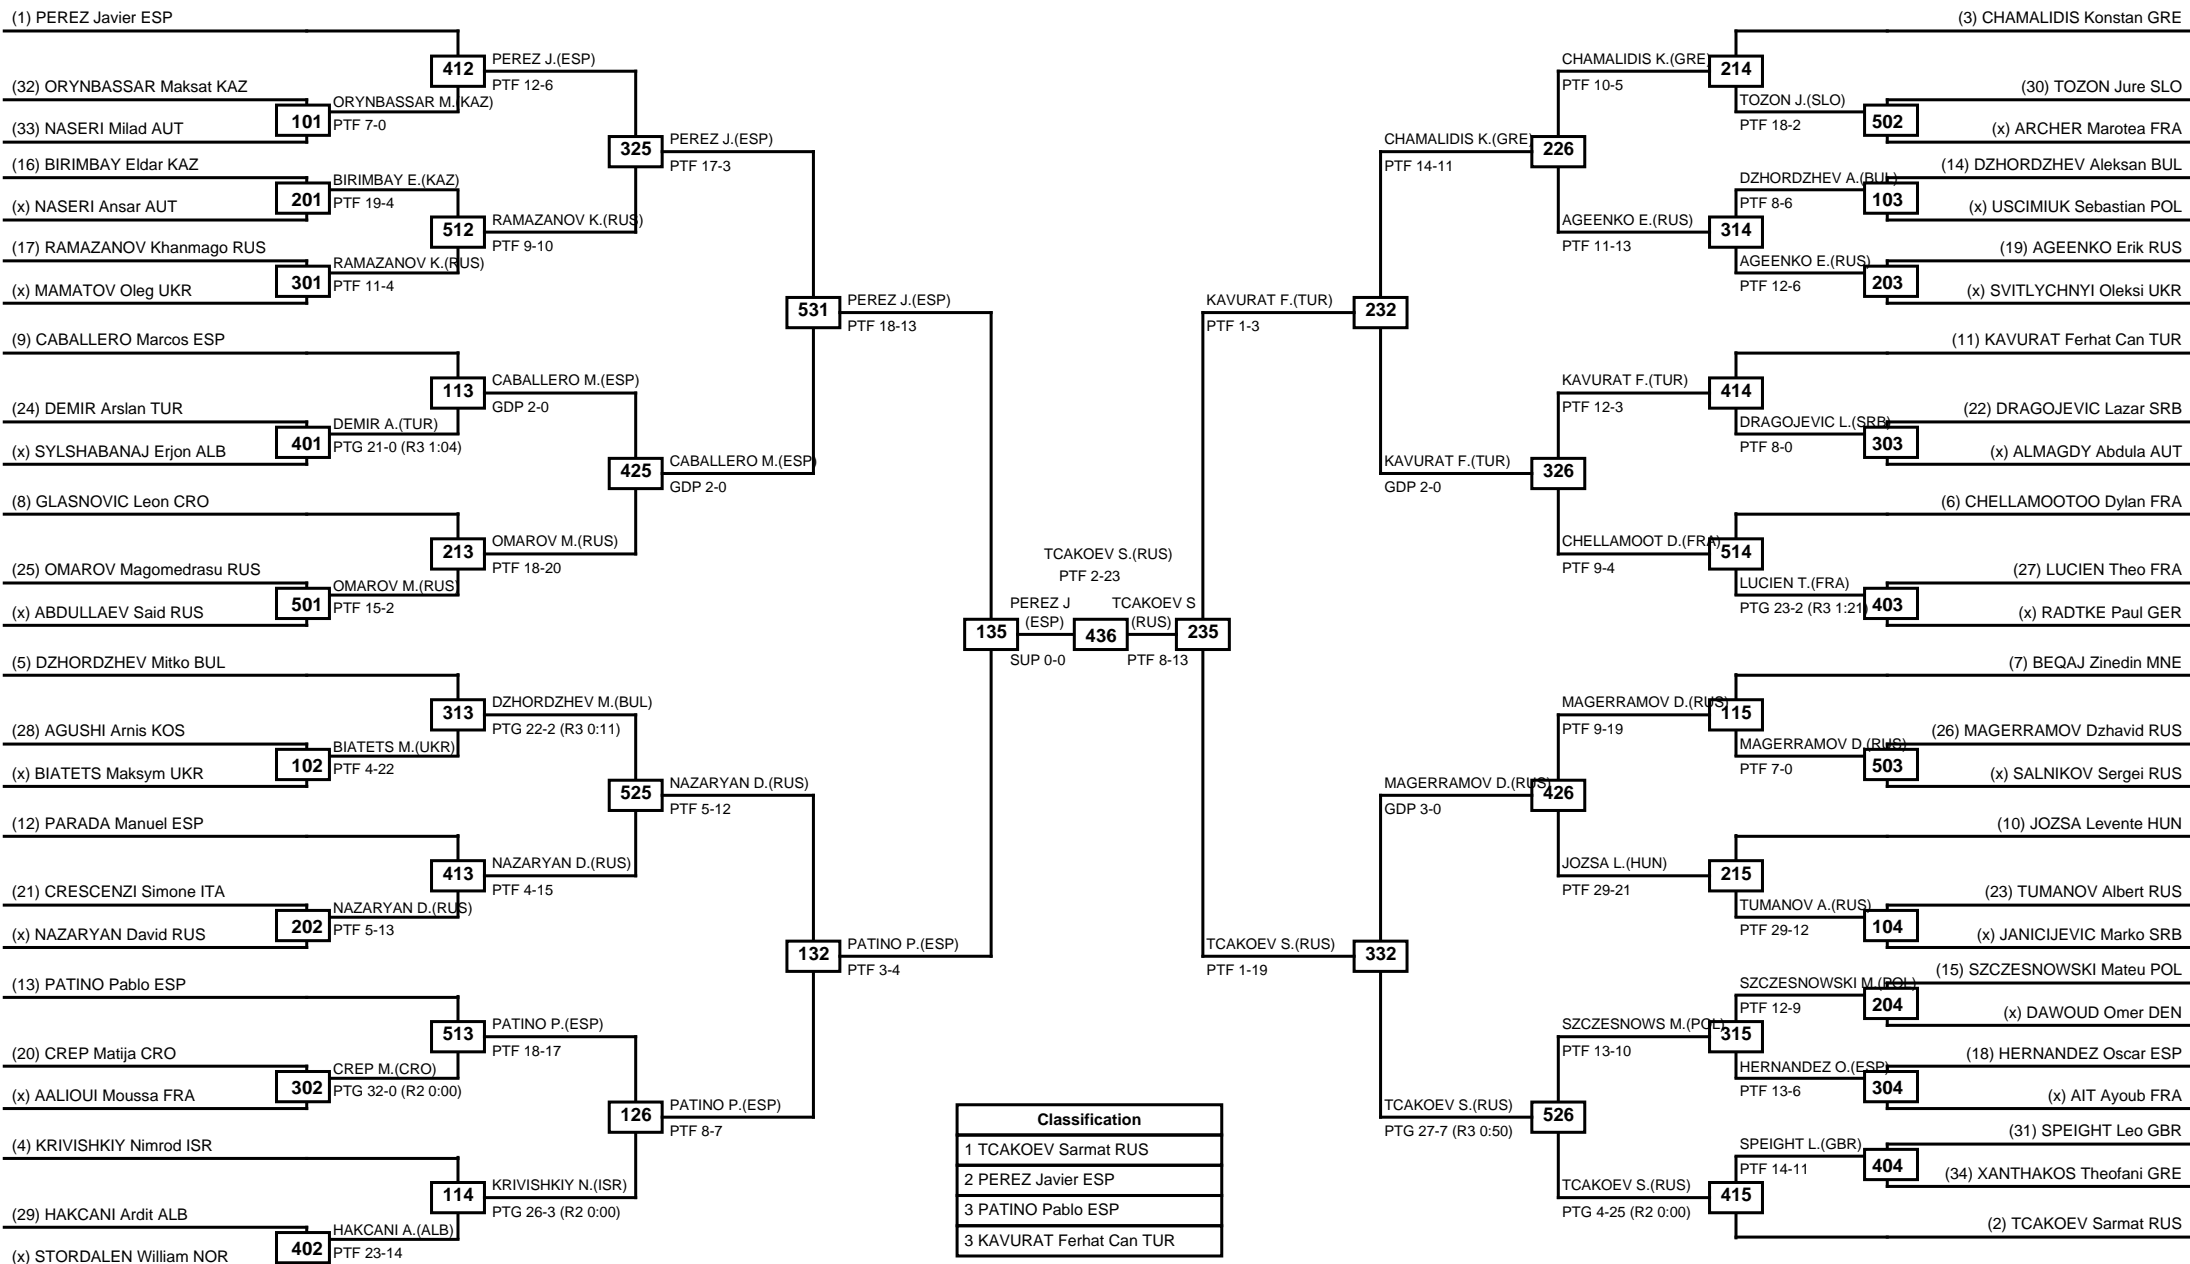 (1) PEREZ Javier ESP
412
PEREZ J.(ESP)
PTF 12-6
(32) ORYNBASSAR Maksat KAZ
101
ORYNBASSAR M.(KAZ)
PTF 7-0
(33) NASERI Milad AUT
325
PEREZ J.(ESP)
PTF 17-3
(16) BIRIMBAY Eldar KAZ
201
BIRIMBAY E.(KAZ)
PTF 19-4
(x) NASERI Ansar AUT
512
RAMAZANOV K.(RUS)
PTF 9-10
(17) RAMAZANOV Khanmago RUS
301
RAMAZANOV K.(RUS)
PTF 11-4
(x) MAMATOV Oleg UKR
531
PEREZ J.(ESP)
PTF 18-13
(9) CABALLERO Marcos ESP
113
CABALLERO M.(ESP)
GDP 2-0
(24) DEMIR Arslan TUR
401
DEMIR A.(TUR)
PTG 21-0 (R3 1:04)
(x) SYLSHABANAJ Erjon ALB
425
CABALLERO M.(ESP)
GDP 2-0
(8) GLASNOVIC Leon CRO
213
OMAROV M.(RUS)
PTF 18-20
(25) OMAROV Magomedrasu RUS
501
OMAROV M.(RUS)
PTF 15-2
(x) ABDULLAEV Said RUS
(5) DZHORDZHEV Mitko BUL
313
DZHORDZHEV M.(BUL)
PTG 22-2 (R3 0:11)
(28) AGUSHI Arnis KOS
102
BIATETS M.(UKR)
PTF 4-22
(x) BIATETS Maksym UKR
525
NAZARYAN D.(RUS)
PTF 5-12
(12) PARADA Manuel ESP
413
NAZARYAN D.(RUS)
PTF 4-15
(21) CRESCENZI Simone ITA
202
NAZARYAN D.(RUS)
PTF 5-13
(x) NAZARYAN David RUS
132
PATINO P.(ESP)
PTF 3-4
(13) PATINO Pablo ESP
513
PATINO P.(ESP)
PTF 18-17
(20) CREP Matija CRO
302
CREP M.(CRO)
PTG 32-0 (R2 0:00)
(x) AALIOUI Moussa FRA
126
PATINO P.(ESP)
PTF 8-7
(4) KRIVISHKIY Nimrod ISR
114
KRIVISHKIY N.(ISR)
PTG 26-3 (R2 0:00)
(29) HAKCANI Ardit ALB
402
HAKCANI A.(ALB)
PTF 23-14
(x) STORDALEN William NOR
TCAKOEV S.(RUS)
PTF 2-23
135
PEREZ J
(ESP)
SUP 0-0
436
TCAKOEV S
(RUS)
PTF 8-13
235
(3) CHAMALIDIS Konstan GRE
CHAMALIDIS K.(GRE)
PTF 10-5
214
(30) TOZON Jure SLO
TOZON J.(SLO)
PTF 18-2
502
(x) ARCHER Marotea FRA
CHAMALIDIS K.(GRE)
PTF 14-11
226
(14) DZHORDZHEV Aleksan BUL
DZHORDZHEV A.(BUL)
PTF 8-6
103
(x) USCIMIUK Sebastian POL
AGEENKO E.(RUS)
PTF 11-13
314
(19) AGEENKO Erik RUS
AGEENKO E.(RUS)
PTF 12-6
203
(x) SVITLYCHNYI Oleksi UKR
KAVURAT F.(TUR)
PTF 1-3
232
(11) KAVURAT Ferhat Can TUR
KAVURAT F.(TUR)
PTF 12-3
414
(22) DRAGOJEVIC Lazar SRB
DRAGOJEVIC L.(SRB)
PTF 8-0
303
(x) ALMAGDY Abdula AUT
KAVURAT F.(TUR)
GDP 2-0
326
(6) CHELLAMOOTOO Dylan FRA
CHELLAMOOT D.(FRA)
PTF 9-4
514
(27) LUCIEN Theo FRA
LUCIEN T.(FRA)
PTG 23-2 (R3 1:21)
403
(x) RADTKE Paul GER
(7) BEQAJ Zinedin MNE
MAGERRAMOV D.(RUS)
PTF 9-19
115
(26) MAGERRAMOV Dzhavid RUS
MAGERRAMOV D.(RUS)
PTF 7-0
503
(x) SALNIKOV Sergei RUS
MAGERRAMOV D.(RUS)
GDP 3-0
426
(10) JOZSA Levente HUN
JOZSA L.(HUN)
PTF 29-21
215
(23) TUMANOV Albert RUS
TUMANOV A.(RUS)
PTF 29-12
104
(x) JANICIJEVIC Marko SRB
TCAKOEV S.(RUS)
PTF 1-19
332
(15) SZCZESNOWSKI Mateu POL
SZCZESNOWSKI M.(POL)
PTF 12-9
204
(x) DAWOUD Omer DEN
SZCZESNOWS M.(POL)
PTF 13-10
315
(18) HERNANDEZ Oscar ESP
HERNANDEZ O.(ESP)
PTF 13-6
304
(x) AIT Ayoub FRA
TCAKOEV S.(RUS)
PTG 27-7 (R3 0:50)
526
(31) SPEIGHT Leo GBR
SPEIGHT L.(GBR)
PTF 14-11
404
(34) XANTHAKOS Theofani GRE
TCAKOEV S.(RUS)
PTG 4-25 (R2 0:00)
415
(2) TCAKOEV Sarmat RUS
Classification
1 TCAKOEV Sarmat RUS
2 PEREZ Javier ESP
3 PATINO Pablo ESP
3 KAVURAT Ferhat Can TUR